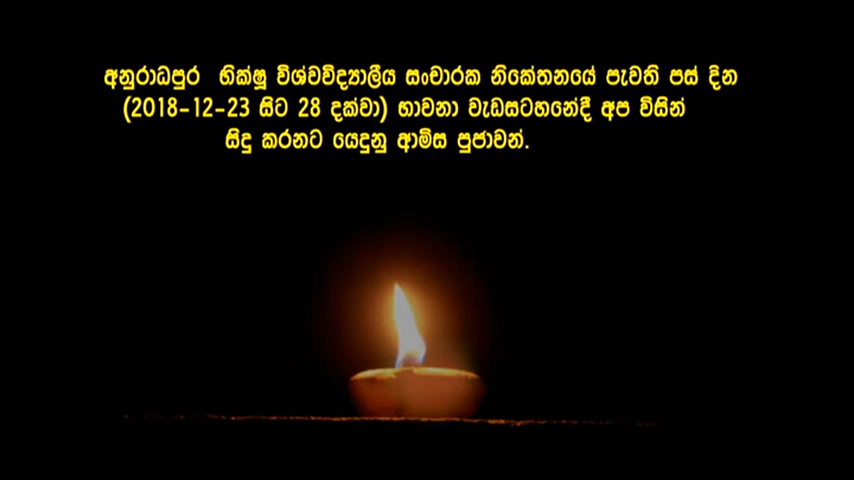 අනුරාධපුර භික්ෂු විශ්වවිද්‍යාලීය සංචාරක නිකේතනයේ පැවති පස් දින
(2018-12-23 සිට 28 දක්වා) භාවනා වැඩසටහනේදී අප විසින්
සිදු කරනට යෙදුනු ආමිස පුජාවන්.